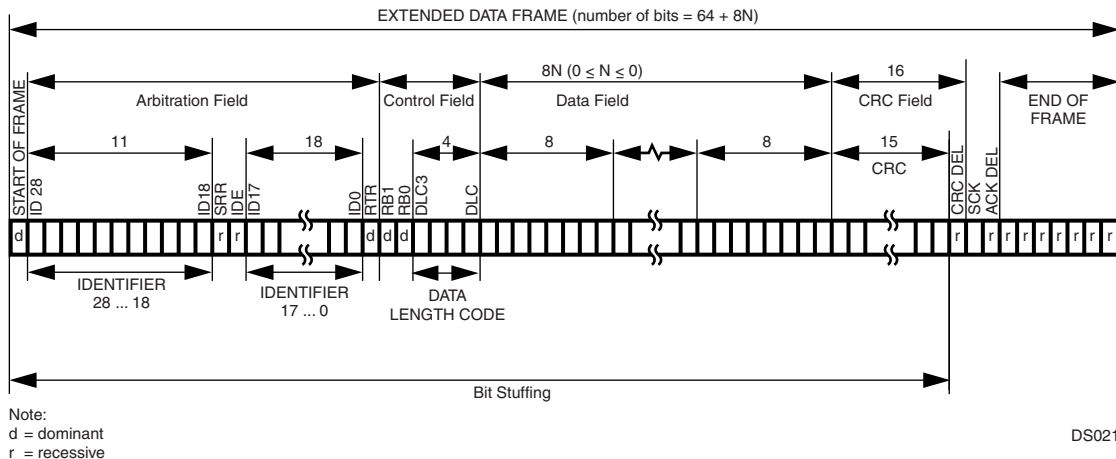 EXTENDED DATA FRAME (number of bits = 64 + 8N)
8N (0 ≤ N ≤ 0)
16
Arbitration Field
Control Field
Data Field
CRC Field
END OF
FRAME
11
18
4
8
8
15
CRC
START OF FRAME
ID 28
ID18
SRR
IDE
ID17
ID0
RTR
RB1
RB0
DLC3
DLC
CRC DEL
SCK
ACK DEL
d r r d d d r r r r r r r r r
IDENTIFIER
28 ... 18
IDENTIFIER
17 ... 0
DATA
LENGTH CODE
Bit Stuffing
Note:
d = dominant
r = recessive
DS021